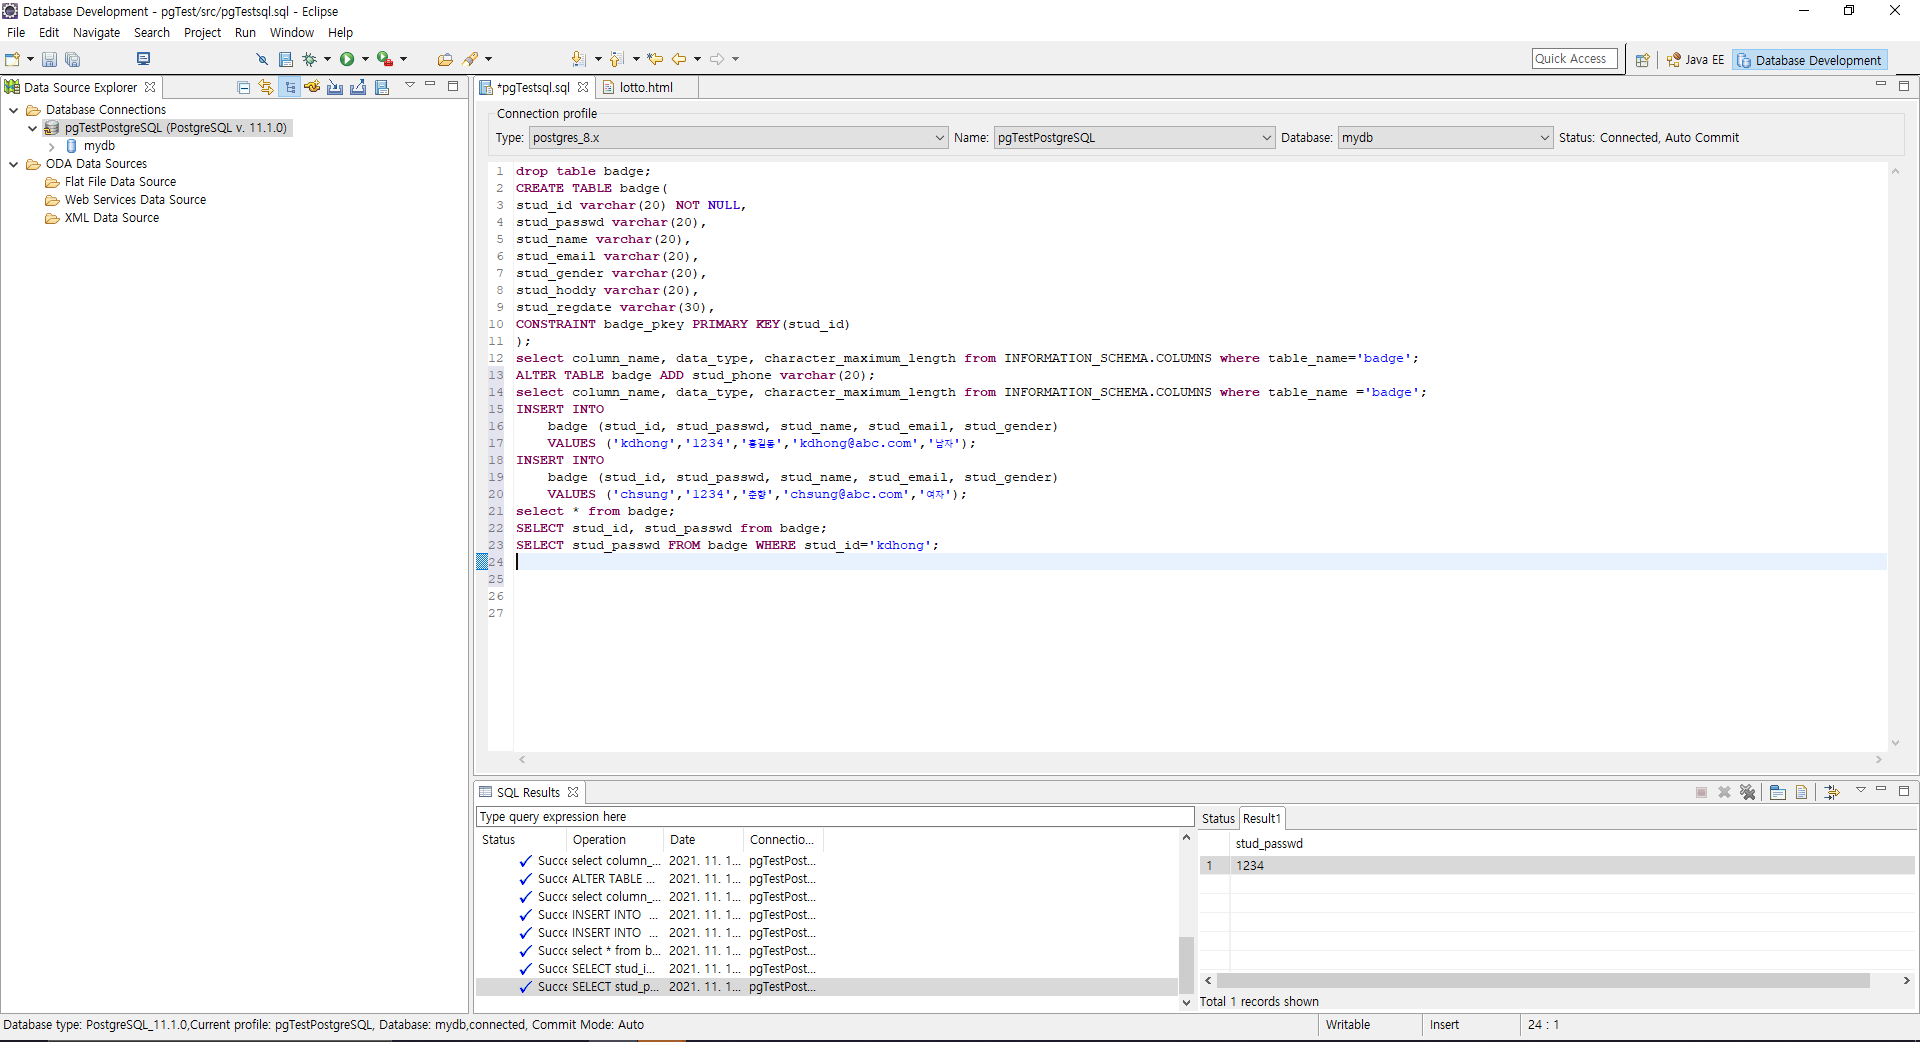 Database Development - pgTest/src/pgTestsql.sql - Eclipse
File Edit Navigate Search Project Run Window Help
Quick Access
Java EE
Database Development
Data Source Explorer
Database Connections
pgTestPostgreSQL (PostgreSQL v. 11.1.0)
mydb
ODA Data Sources
Flat File Data Source
Web Services Data Source
XML Data Source
*pgTestsql.sql
lotto.html
Connection profile
Type: postgres_8.x Name: pgTestPostgreSQL Database: mydb Status: Connected, Auto Commit
1 drop table badge;
2 CREATE TABLE badge(
3 stud_id varchar(20) NOT NULL,
4 stud_passwd varchar(20),
5 stud_name varchar(20),
6 stud_email varchar(20),
7 stud_gender varchar(20),
8 stud_hoddy varchar(20),
9 stud_regdate varchar(30),
10 CONSTRAINT badge_pkey PRIMARY KEY(stud_id)
11 );
12 select column_name, data_type, character_maximum_length from INFORMATION_SCHEMA.COLUMNS where table_name='badge';
13 ALTER TABLE badge ADD stud_phone varchar(20);
14 select column_name, data_type, character_maximum_length from INFORMATION_SCHEMA.COLUMNS where table_name ='badge';
15 INSERT INTO
16 badge (stud_id, stud_passwd, stud_name, stud_email, stud_gender)
17 VALUES ('kdhong','1234','홍길동','kdhong@abc.com','남자');
18 INSERT INTO
19 badge (stud_id, stud_passwd, stud_name, stud_email, stud_gender)
20 VALUES ('chsung','1234','춘향','chsung@abc.com','여자');
21 select * from badge;
22 SELECT stud_id, stud_passwd from badge;
23 SELECT stud_passwd FROM badge WHERE stud_id='kdhong';
24
25
26
27
SQL Results
Type query expression here
Status Operation Date Connectio...
Succe select column_... 2021. 11. 1... pgTestPost...
Succe ALTER TABLE ... 2021. 11. 1... pgTestPost...
Succe select column_... 2021. 11. 1... pgTestPost...
Succe INSERT INTO ... 2021. 11. 1... pgTestPost...
Succe INSERT INTO ... 2021. 11. 1... pgTestPost...
Succe select * from b... 2021. 11. 1... pgTestPost...
Succe SELECT stud_i... 2021. 11. 1... pgTestPost...
Succe SELECT stud_p... 2021. 11. 1... pgTestPost...
Status Result1
stud_passwd
1 1234
Total 1 records shown
Database type: PostgreSQL_11.1.0,Current profile: pgTestPostgreSQL, Database: mydb,connected, Commit Mode: Auto
Writable
Insert
24 : 1